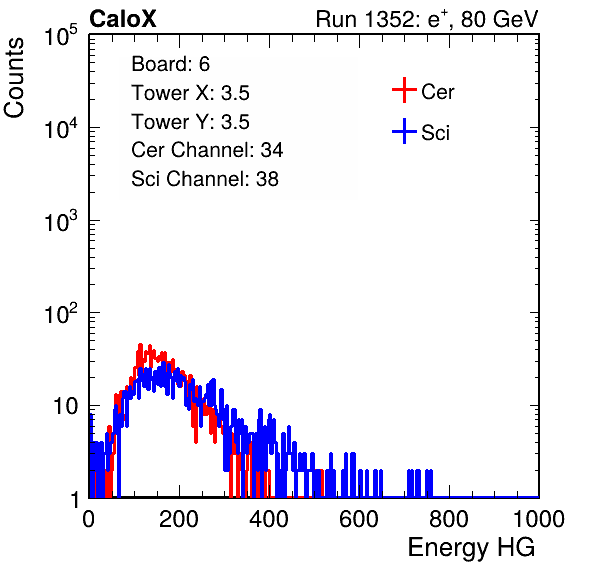 CaloX Run 1352: e⁺, 80 GeV
Counts
10⁵
10⁴
10³
10²
10
1
Board: 6
Tower X: 3.5
Tower Y: 3.5
Cer Channel: 34
Sci Channel: 38
Cer
Sci
0 200 400 600 800 1000
Energy HG